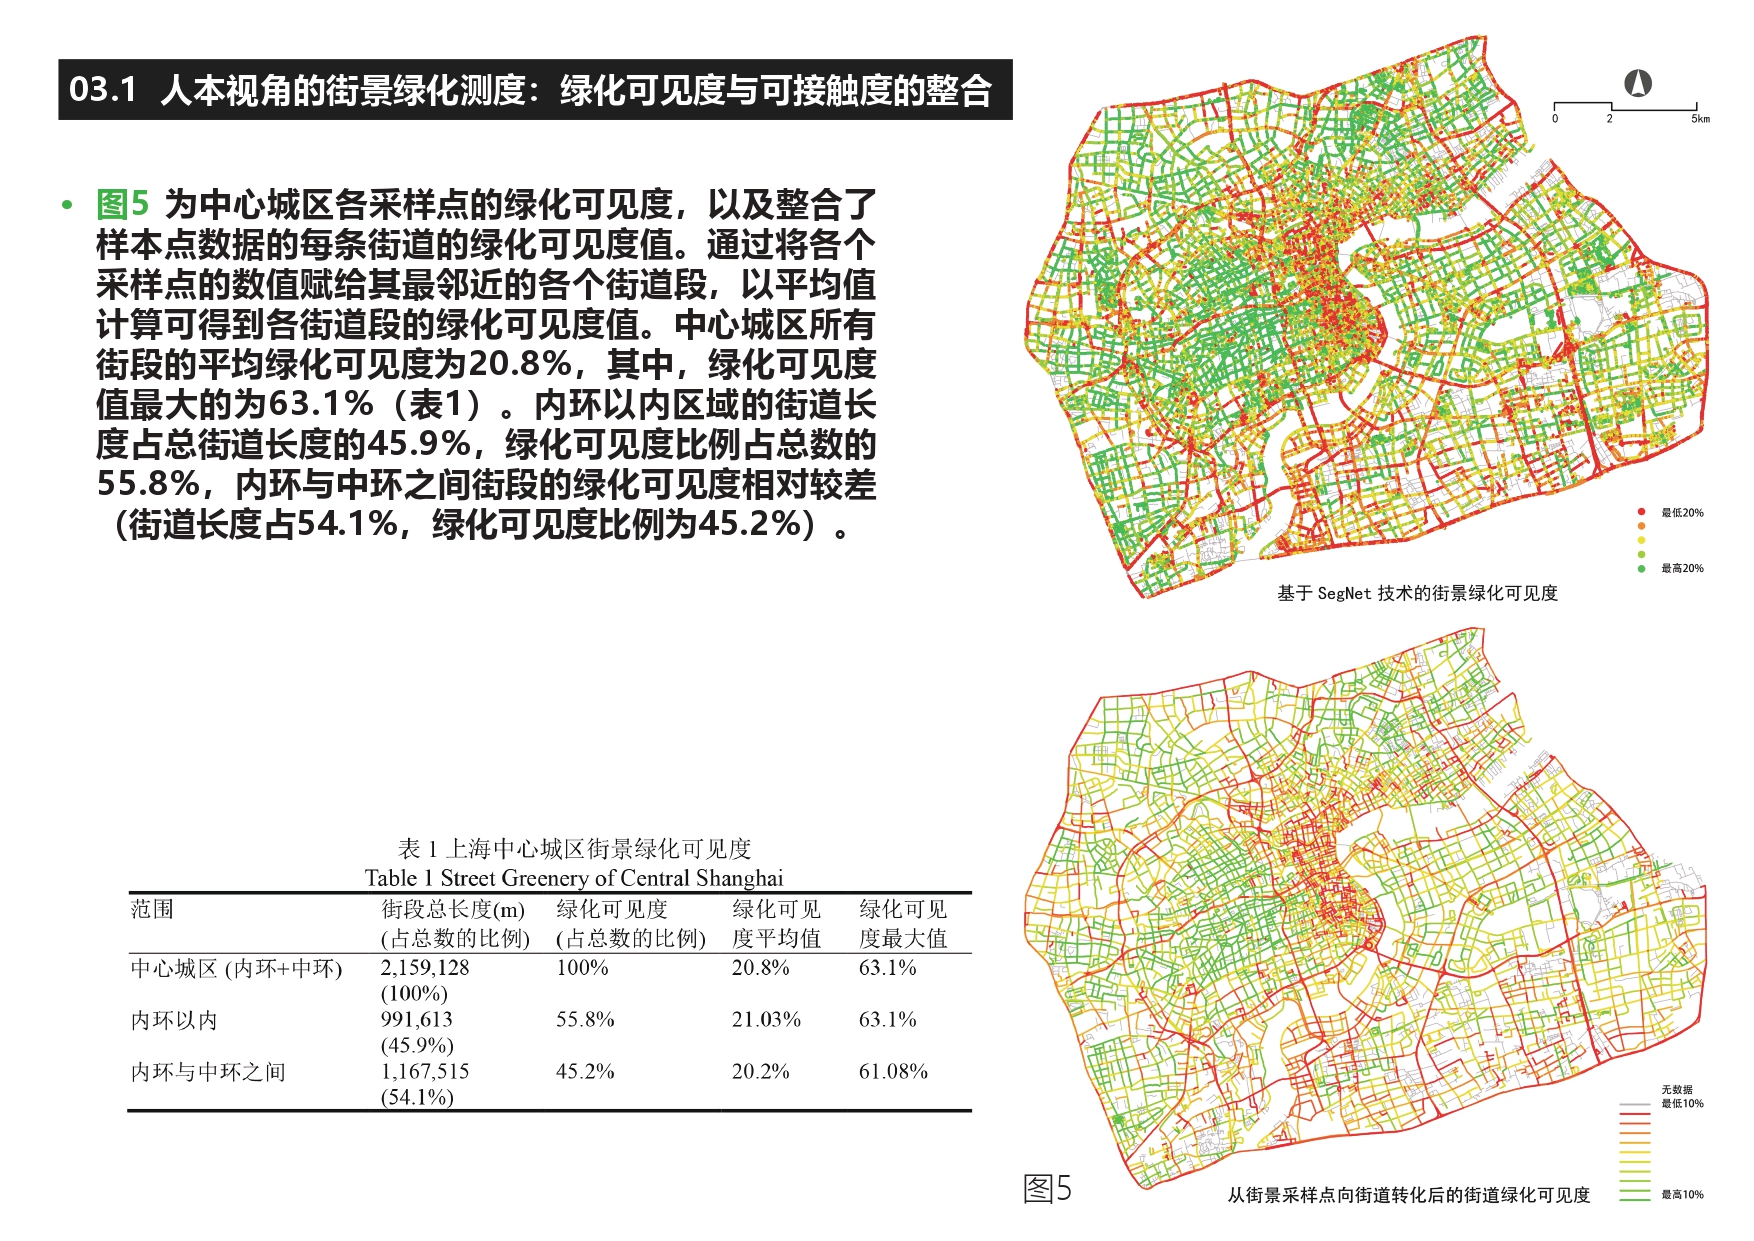 03.1 人本视角的街景绿化测度：绿化可见度与可接触度的整合
• 图5 为中心城区各采样点的绿化可见度，以及整合了
样本点数据的每条街道的绿化可见度值。通过将各个
采样点的数值赋给其最邻近的各个街道段，以平均值
计算可得到各街道段的绿化可见度值。中心城区所有
街段的平均绿化可见度为20.8%，其中，绿化可见度
值最大的为63.1%（表1）。内环以内区域的街道长
度占总街道长度的45.9%，绿化可见度比例占总数的
55.8%，内环与中环之间街段的绿化可见度相对较差
（街道长度占54.1%，绿化可见度比例为45.2%）。
表 1 上海中心城区街景绿化可见度
Table 1 Street Greenery of Central Shanghai
范围 街段总长度(m) 绿化可见度 绿化可见 绿化可见
(占总数的比例) (占总数的比例) 度平均值 度最大值
中心城区 (内环+中环) 2,159,128 100% 20.8% 63.1%
(100%)
内环以内 991,613 55.8% 21.03% 63.1%
(45.9%)
内环与中环之间 1,167,515 45.2% 20.2% 61.08%
(54.1%)
0 2 5km
最低20%
最高20%
基于 SegNet 技术的街景绿化可见度
无数据
最低10%
最高10%
图5
从街景采样点向街道转化后的街道绿化可见度